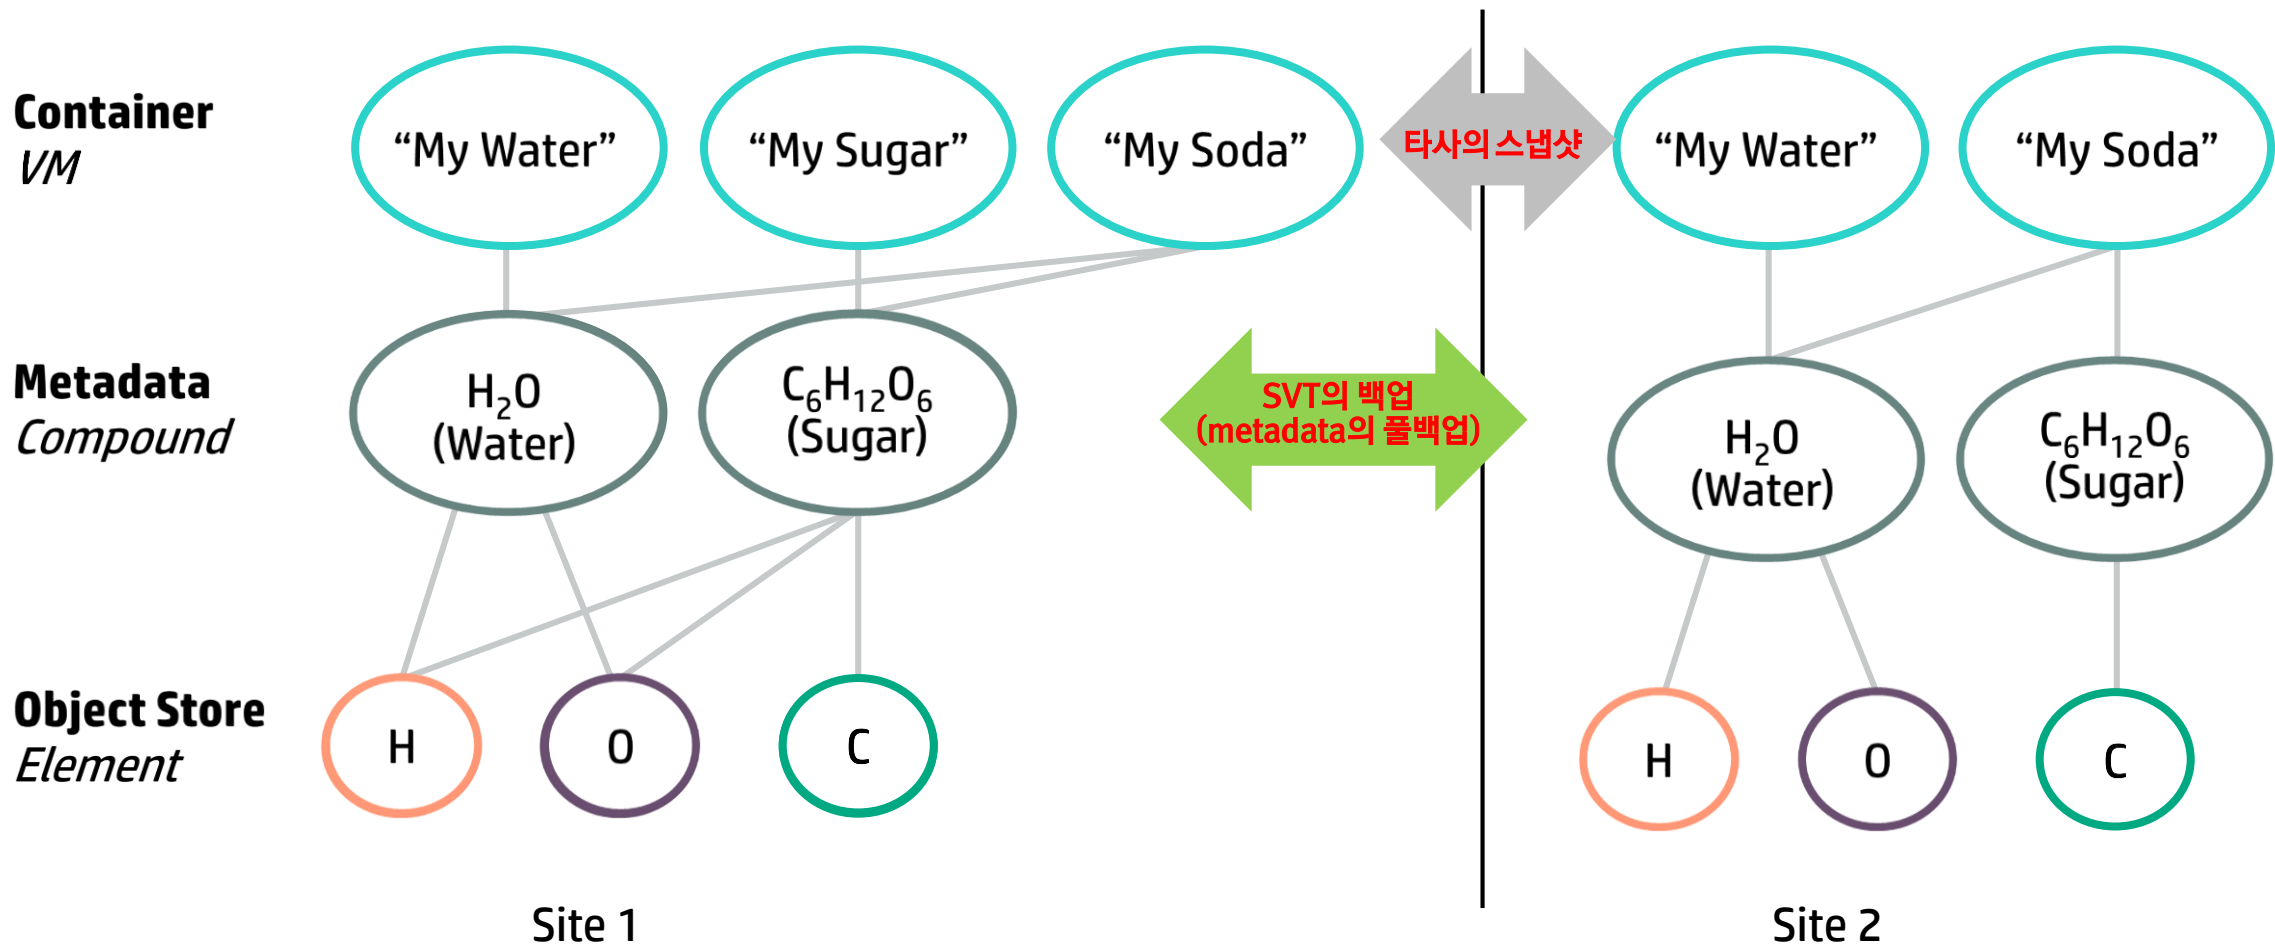 Container
VM
“My Water”
“My Sugar”
“My Soda”
타사의 스냅샷
“My Water”
“My Soda”
Metadata
Compound
H₂O
(Water)
C₆H₁₂O₆
(Sugar)
SVT의 백업
(metadata의 풀백업)
H₂O
(Water)
C₆H₁₂O₆
(Sugar)
Object Store
Element
H
O
C
H
O
C
Site 1
Site 2